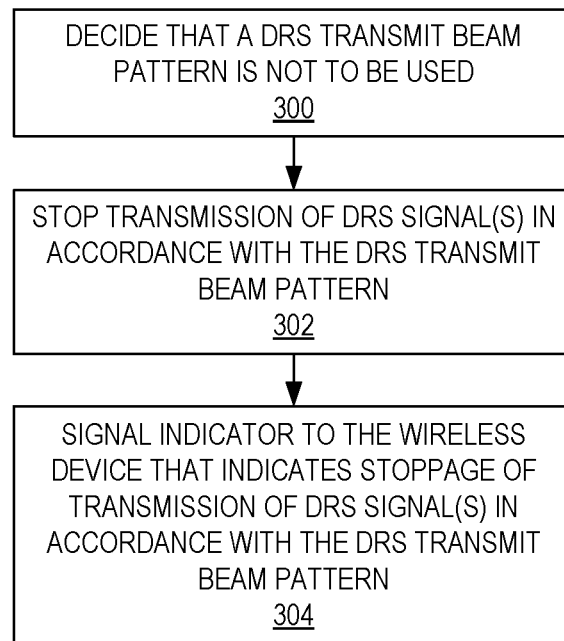 DECIDE THAT A DRS TRANSMIT BEAM
PATTERN IS NOT TO BE USED
300
STOP TRANSMISSION OF DRS SIGNAL(S) IN
ACCORDANCE WITH THE DRS TRANSMIT
BEAM PATTERN
302
SIGNAL INDICATOR TO THE WIRELESS
DEVICE THAT INDICATES STOPPAGE OF
TRANSMISSION OF DRS SIGNAL(S) IN
ACCORDANCE WITH THE DRS TRANSMIT
BEAM PATTERN
304